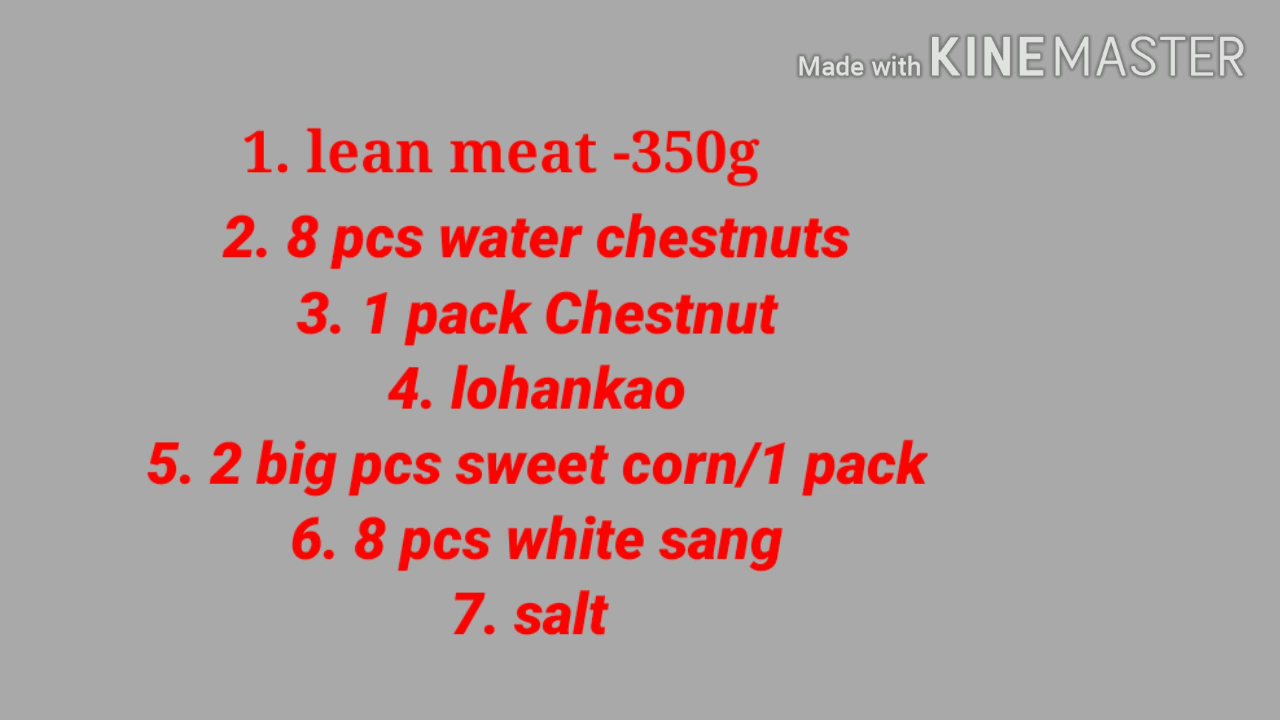 Made with KINEMASTER
1. lean meat -350g
2. 8 pcs water chestnuts
3. 1 pack Chestnut
4. lohankao
5. 2 big pcs sweet corn/1 pack
6. 8 pcs white sang
7. salt